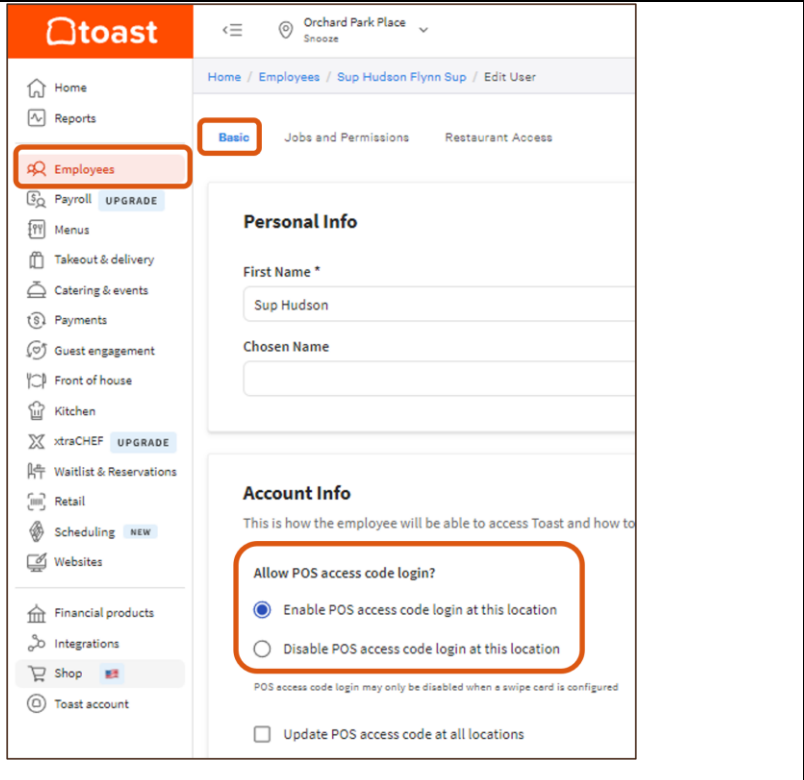 toast
Orchard Park Place
Snooze
Home / Employees / Sup Hudson Flynn Sup / Edit User
Home
Reports
Employees
Payroll UPGRADE
Menus
Takeout & delivery
Catering & events
Payments
Guest engagement
Front of house
Kitchen
xtraCHEF UPGRADE
Waitlist & Reservations
Retail
Scheduling NEW
Websites
Financial products
Integrations
Shop
Toast account
Basic Jobs and Permissions Restaurant Access
Personal Info
First Name *
Sup Hudson
Chosen Name
Account Info
This is how the employee will be able to access Toast and how to
Allow POS access code login?
Enable POS access code login at this location
Disable POS access code login at this location
POS access code login may only be disabled when a swipe card is configured
Update POS access code at all locations